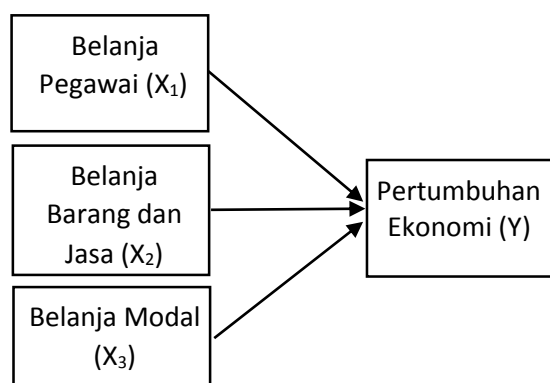 Belanja
Pegawai (X₁)
Belanja
Barang dan
Jasa (X₂)
Belanja Modal
(X₃)
Pertumbuhan
Ekonomi (Y)